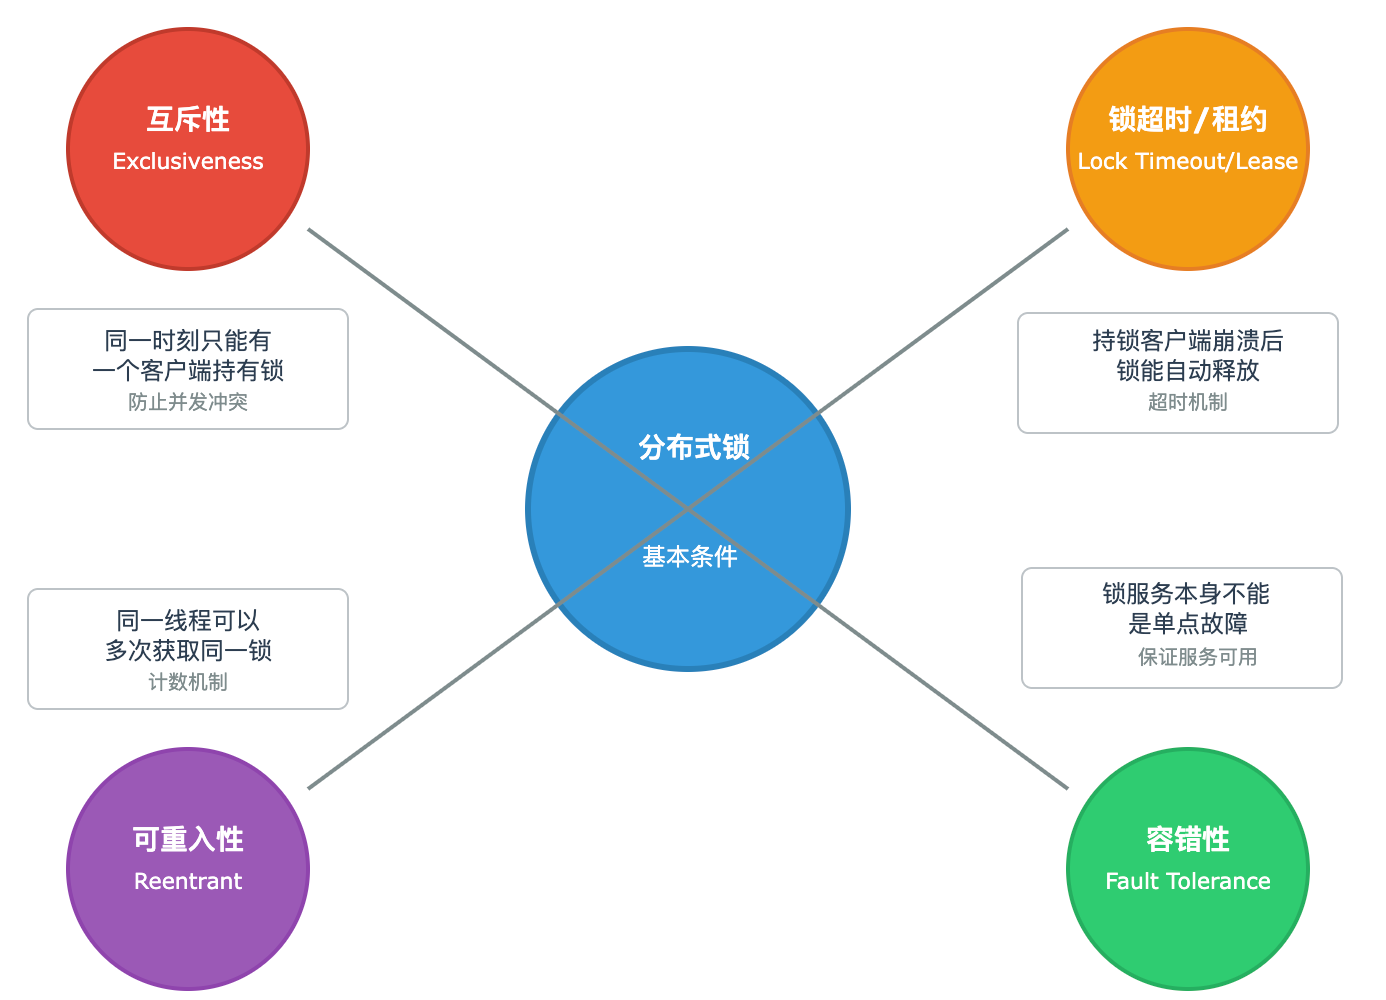 互斥性
Exclusiveness
同一时刻只能有
一个客户端持有锁
防止并发冲突
锁超时/租约
Lock Timeout/Lease
持锁客户端崩溃后
锁能自动释放
超时机制
分布式锁
基本条件
同一线程可以
多次获取同一锁
计数机制
可重入性
Reentrant
锁服务本身不能
是单点故障
保证服务可用
容错性
Fault Tolerance